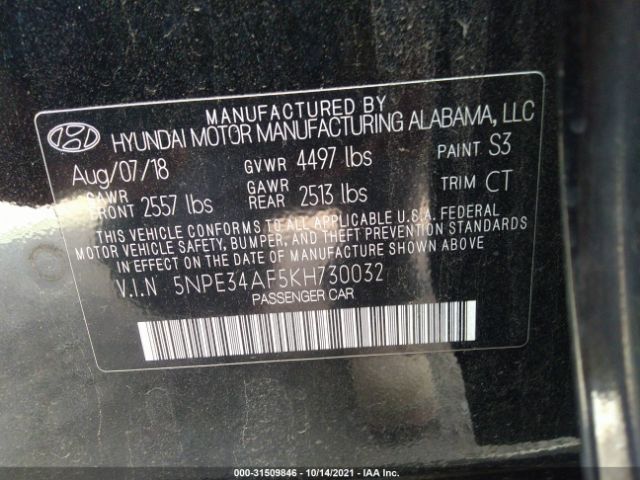 MANUFACTURED BY
HYUNDAI MOTOR MANUFACTURING ALABAMA, LLC
Aug/07/18 GVWR 4497 lbs PAINT S3
GAWR FRONT 2557 lbs GAWR REAR 2513 lbs TRIM CT
THIS VEHICLE CONFORMS TO ALL APPLICABLE U.S.A. FEDERAL
MOTOR VEHICLE SAFETY, BUMPER, AND THEFT PREVENTION STANDARDS
IN EFFECT ON THE DATE OF MANUFACTURE SHOWN ABOVE.
V.I.N 5NPE34AF5KH730032
PASSENGER CAR
000-31509846 - 10/14/2021 - IAA Inc.